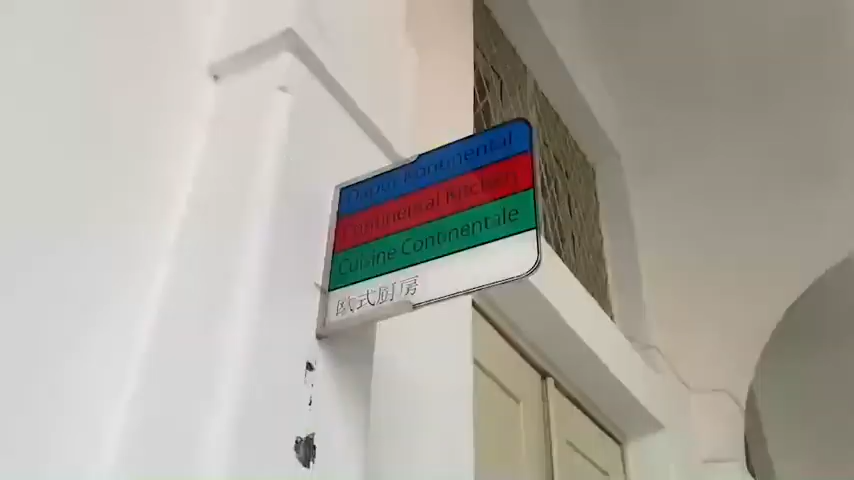 Dapur Kontinental
Continental Kitchen
Cuisine Continentale
欧式厨房